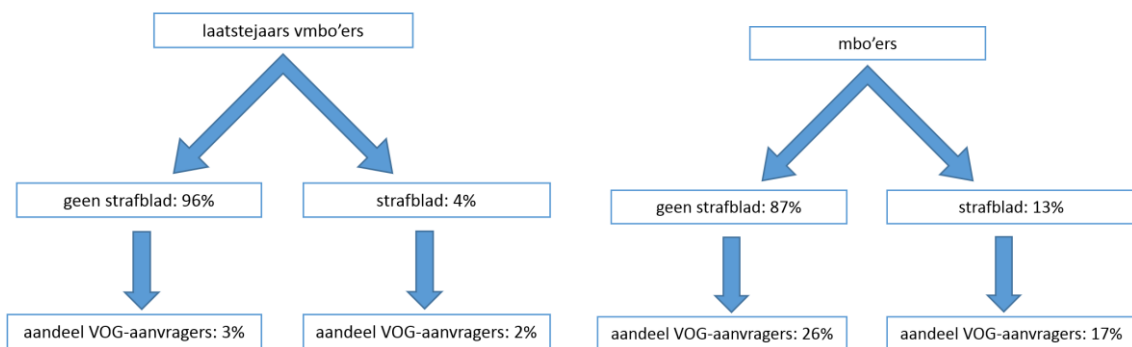 laatstejaars vmbo'ers
geen strafblad: 96%
strafblad: 4%
aandeel VOG-aanvragers: 3%
aandeel VOG-aanvragers: 2%
mbo'ers
geen strafblad: 87%
strafblad: 13%
aandeel VOG-aanvragers: 26%
aandeel VOG-aanvragers: 17%